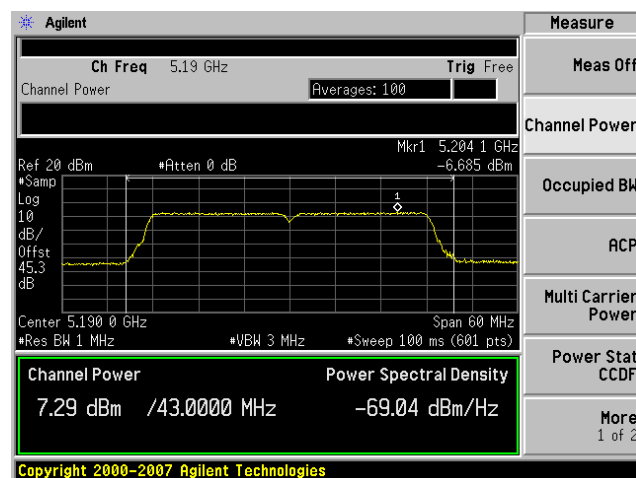 Agilent
Measure
Ch Freq 5.19 GHz Trig Free
Meas Off
Channel Power Averages: 100
Channel Power
Mkr1 5.204 1 GHz
Ref 20 dBm #Atten 0 dB -6.685 dBm
#Samp
Log
10
dB/
Offst
45.3
dB
1
Occupied BW
ACP
Multi Carrier
Power
Center 5.190 0 GHz Span 60 MHz
#Res BW 1 MHz #VBW 3 MHz #Sweep 100 ms (601 pts)
Power Stat
CCDF
Channel Power Power Spectral Density
7.29 dBm /43.0000 MHz -69.04 dBm/Hz
More
1 of 2
Copyright 2000-2007 Agilent Technologies